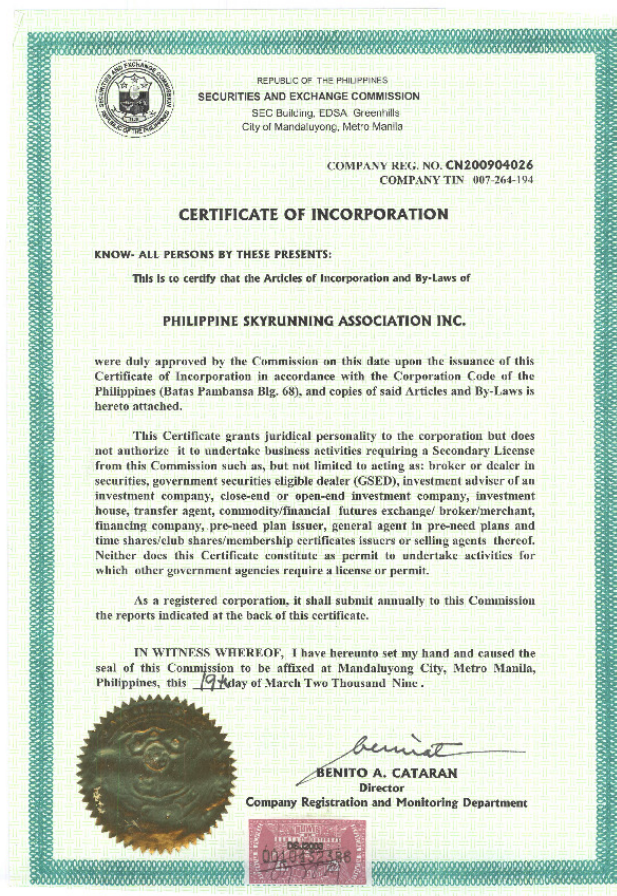 SECURITIES AND EXCHANGE COMMISSION
REPUBLIC OF THE PHILIPPINES
REPUBLIC OF THE PHILIPPINES
SECURITIES AND EXCHANGE COMMISSION
SEC Building, EDSA, Greenhills
City of Mandaluyong, Metro Manila
COMPANY REG. NO. CN200904026
COMPANY TIN 007-264-194
CERTIFICATE OF INCORPORATION
KNOW- ALL PERSONS BY THESE PRESENTS:
This is to certify that the Articles of Incorporation and By-Laws of
PHILIPPINE SKYRUNNING ASSOCIATION INC.
were duly approved by the Commission on this date upon the issuance of this
Certificate of Incorporation in accordance with the Corporation Code of the
Philippines (Batas Pambansa Blg. 68), and copies of said Articles and By-Laws is
hereto attached.
This Certificate grants juridical personality to the corporation but does
not authorize it to undertake business activities requiring a Secondary License
from this Commission such as, but not limited to acting as: broker or dealer in
securities, government securities eligible dealer (GSED), investment adviser of an
investment company, close-end or open-end investment company, investment
house, transfer agent, commodity/financial futures exchange/ broker/merchant,
financing company, pre-need plan issuer, general agent in pre-need plans and
time shares/club shares/membership certificates issuers or selling agents thereof.
Neither does this Certificate constitute as permit to undertake activities for
which other government agencies require a license or permit.
As a registered corporation, it shall submit annually to this Commission
the reports indicated at the back of this certificate.
IN WITNESS WHEREOF, I have hereunto set my hand and caused the
seal of this Commission to be affixed at Mandaluyong City, Metro Manila,
Philippines, this 19th day of March Two Thousand Nine .
BENITO A. CATARAN
Director
Company Registration and Monitoring Department